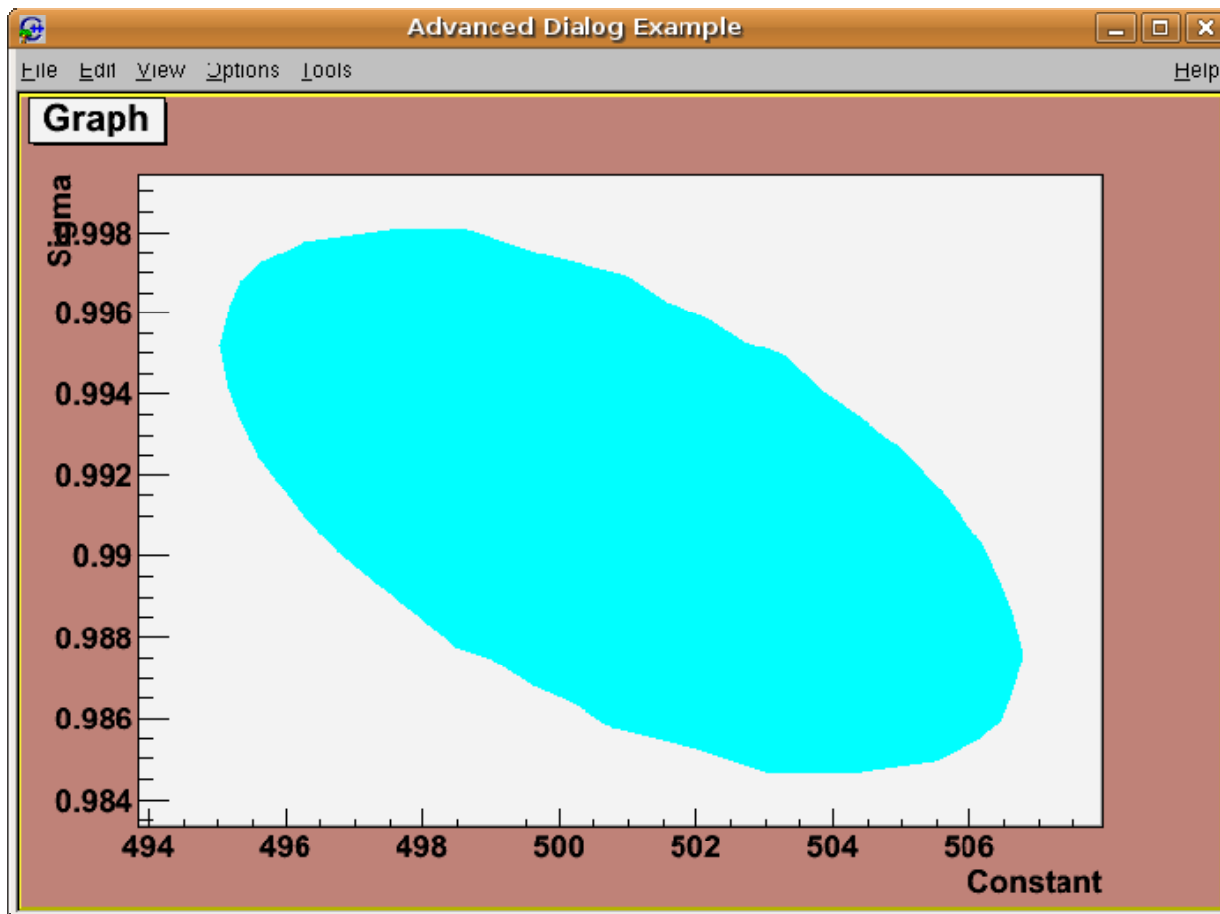 Advanced Dialog Example
File Edit View Options Tools Help
Graph
Sigma
0.998
0.996
0.994
0.992
0.99
0.988
0.986
0.984
494 496 498 500 502 504 506
Constant